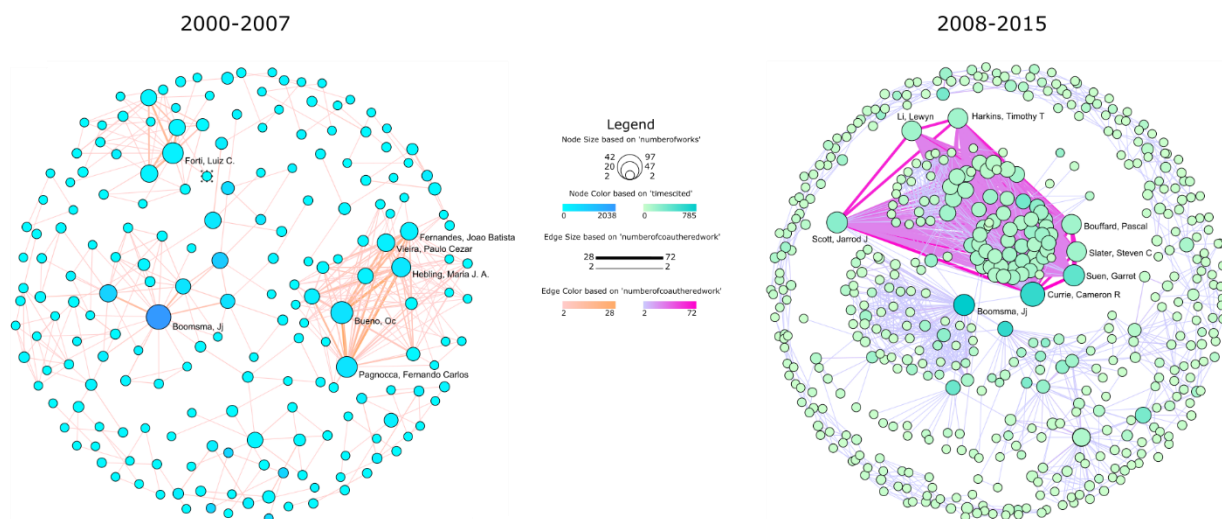 2000-2007
2008-2015
Forti, Luiz C.
Fernandes, Joao Batista
Vieira, Paulo Cezar
Hebling, Maria J. A.
Boomsma, Jj
Bueno, Oc
Pagnocca, Fernando Carlos
Legend
Node Size based on 'numberofworks'
42 97
20 47
2 2
Node Color based on 'timescited'
0 2038 0 785
Edge Size based on 'numberofcoautheredwork'
28 72
2 2
Edge Color based on 'numberofcoautheredwork'
2 28 2 72
Li, Lewyn
Harkins, Timothy T
Scott, Jarrod J
Bouffard, Pascal
Slater, Steven C
Suen, Garret
Currie, Cameron R
Boomsma, Jj